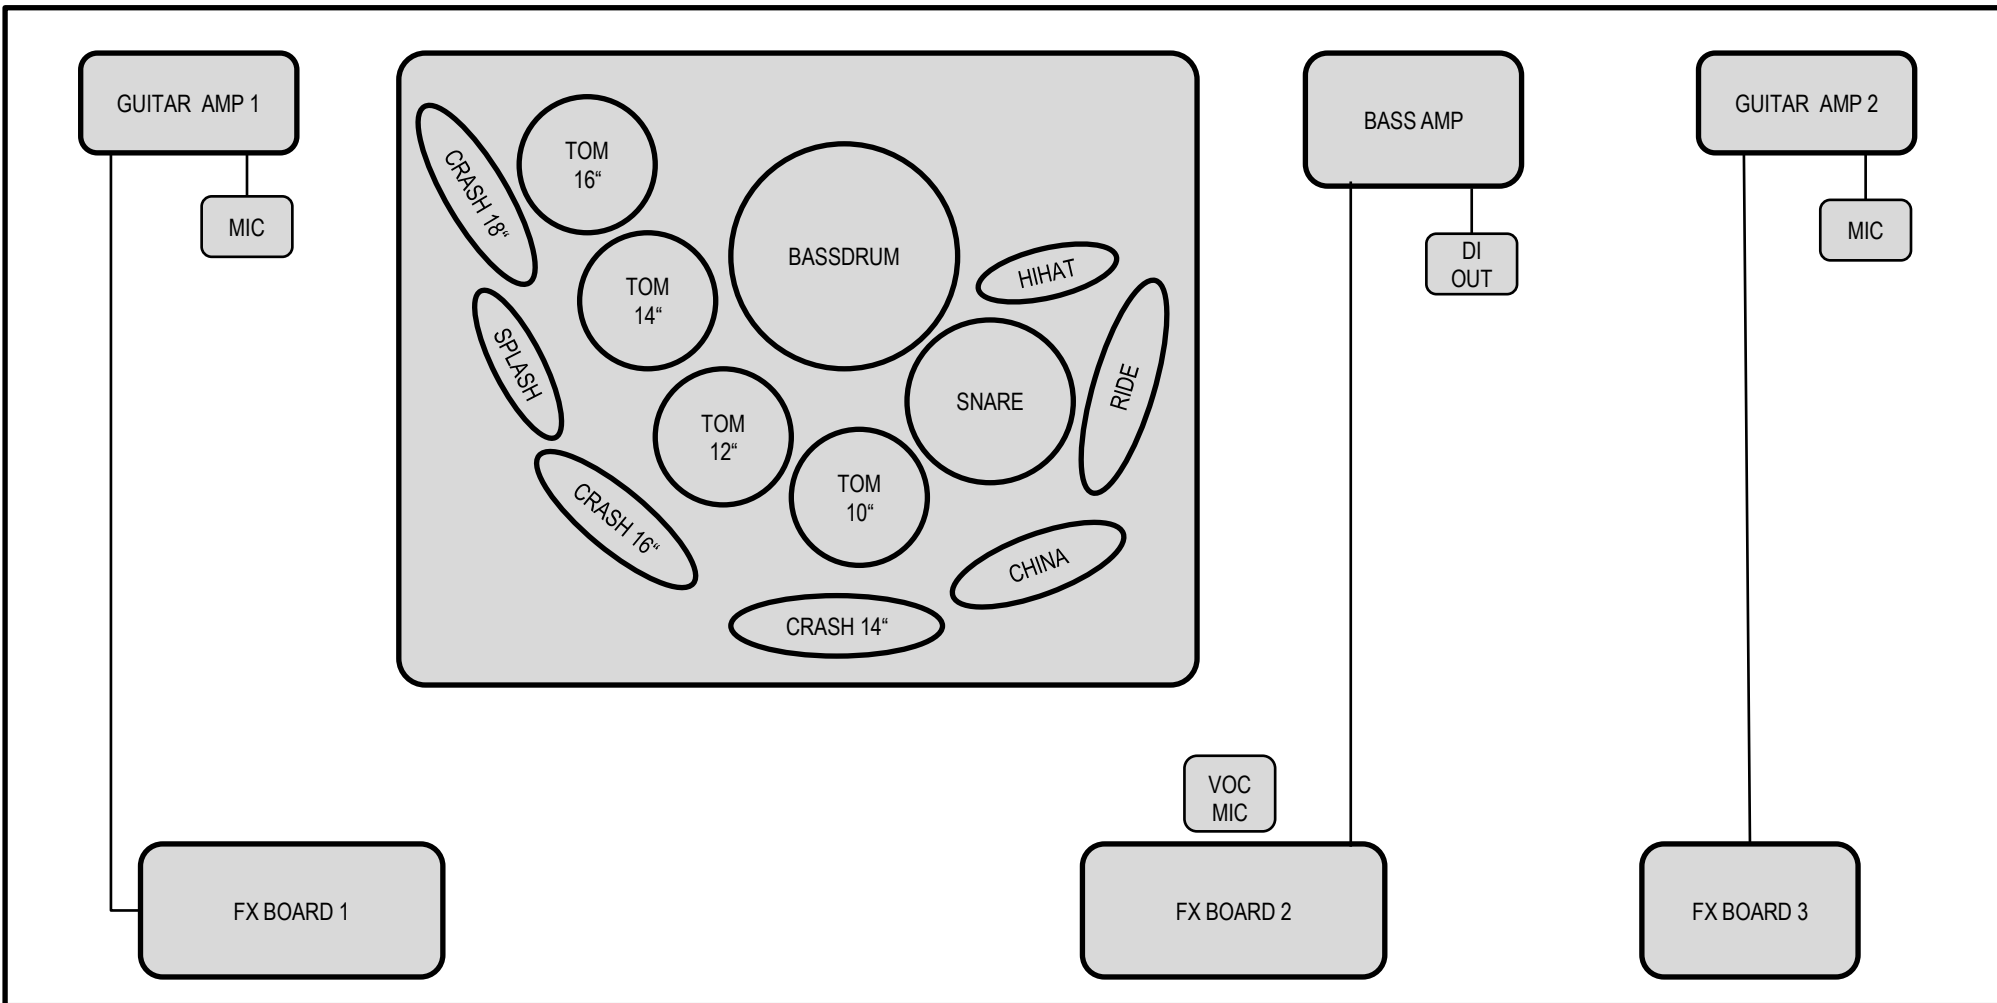 GUITAR AMP 1
MIC
CRASH 18“
TOM
16“
TOM
14“
SPLASH
TOM
12“
CRASH 16“
TOM
10“
CRASH 14“
BASSDRUM
HIHAT
SNARE
RIDE
CHINA
BASS AMP
DI
OUT
GUITAR AMP 2
MIC
VOC
MIC
FX BOARD 1
FX BOARD 2
FX BOARD 3